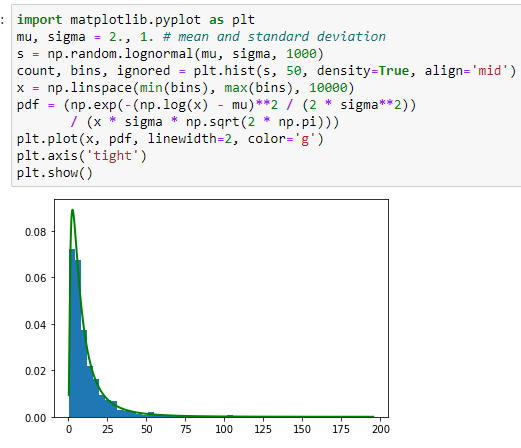 :
import matplotlib.pyplot as plt
mu, sigma = 2., 1. # mean and standard deviation
s = np.random.lognormal(mu, sigma, 1000)
count, bins, ignored = plt.hist(s, 50, density=True, align='mid')
x = np.linspace(min(bins), max(bins), 10000)
pdf = (np.exp(-(np.log(x) - mu)**2 / (2 * sigma**2))
       / (x * sigma * np.sqrt(2 * np.pi)))
plt.plot(x, pdf, linewidth=2, color='g')
plt.axis('tight')
plt.show()
0.08
0.06
0.04
0.02
0.00
0 25 50 75 100 125 150 175 200